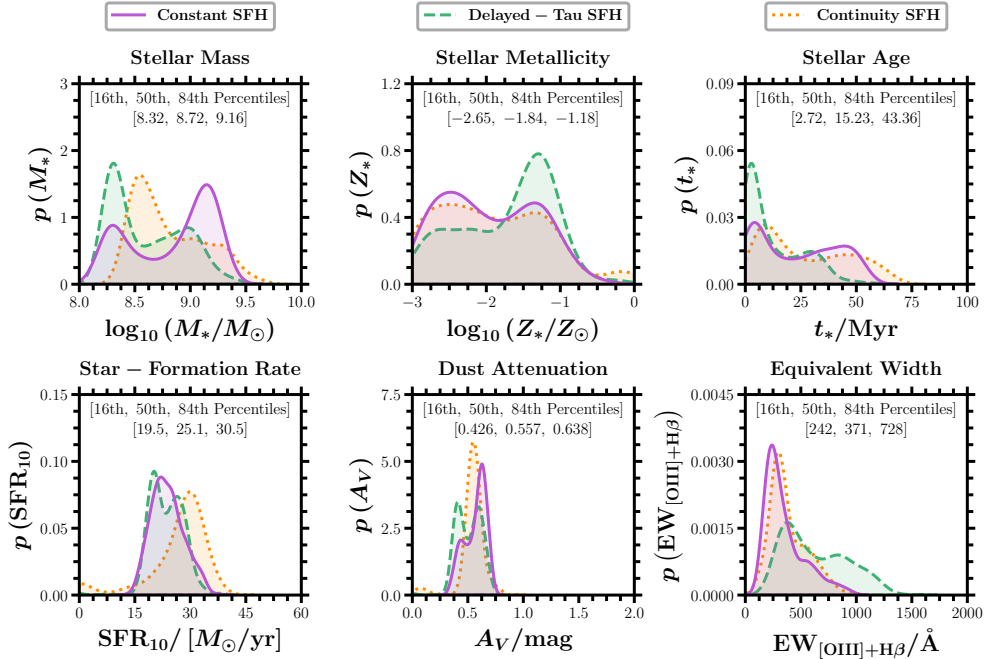 Constant SFH
Delayed − Tau SFH
Continuity SFH
Stellar Mass
[16th, 50th, 84th Percentiles]
[8.32, 8.72, 9.16]
p (M*)
3
2
1
0
8.0 8.5 9.0 9.5 10.0
log10 (M*/M⊙)
Stellar Metallicity
[16th, 50th, 84th Percentiles]
[−2.65, −1.84, −1.18]
p (Z*)
1.2
0.8
0.4
0.0
−3 −2 −1 0
log10 (Z*/Z⊙)
Stellar Age
[16th, 50th, 84th Percentiles]
[2.72, 15.23, 43.36]
p (t*)
0.09
0.06
0.03
0.00
0 25 50 75 100
t*/Myr
Star − Formation Rate
[16th, 50th, 84th Percentiles]
[19.5, 25.1, 30.5]
p (SFR10)
0.15
0.10
0.05
0.00
0 15 30 45 60
SFR10/ [M⊙/yr]
Dust Attenuation
[16th, 50th, 84th Percentiles]
[0.426, 0.557, 0.638]
p (AV)
7.5
5.0
2.5
0.0
0.0 0.5 1.0 1.5 2.0
AV/mag
Equivalent Width
[16th, 50th, 84th Percentiles]
[242, 371, 728]
p (EW[OIII]+Hβ)
0.0045
0.0030
0.0015
0.0000
0 500 1000 1500 2000
EW[OIII]+Hβ/Å